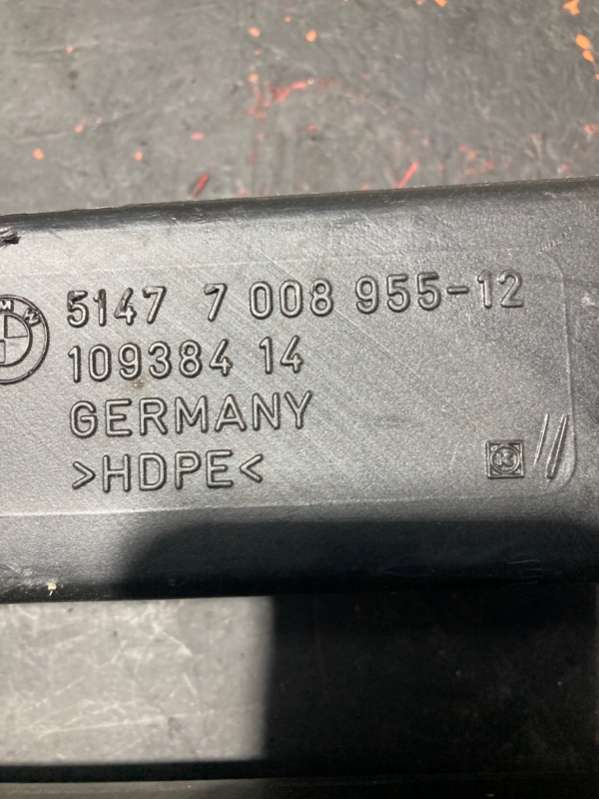 5147 7 008 955-12
109384 14
GERMANY
>HDPE<